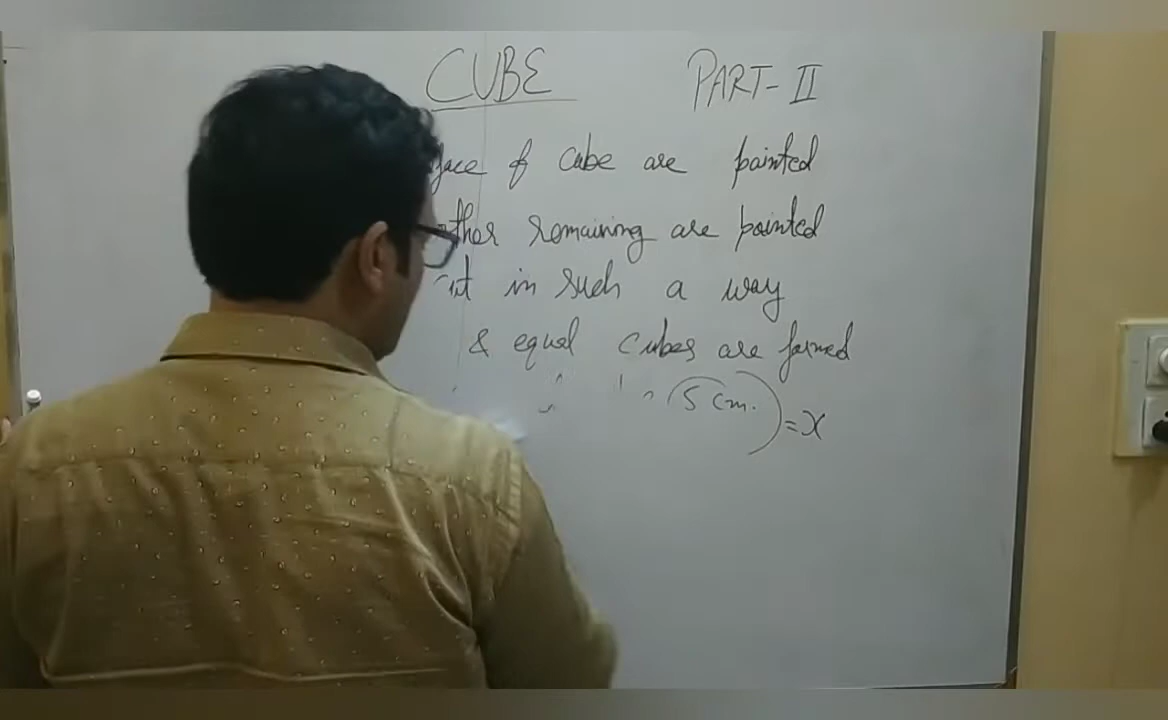 CUBE PART-II
face of cube are painted
other remaining are painted
cut in such a way
& equal cubes are formed
(5 cm.) = x